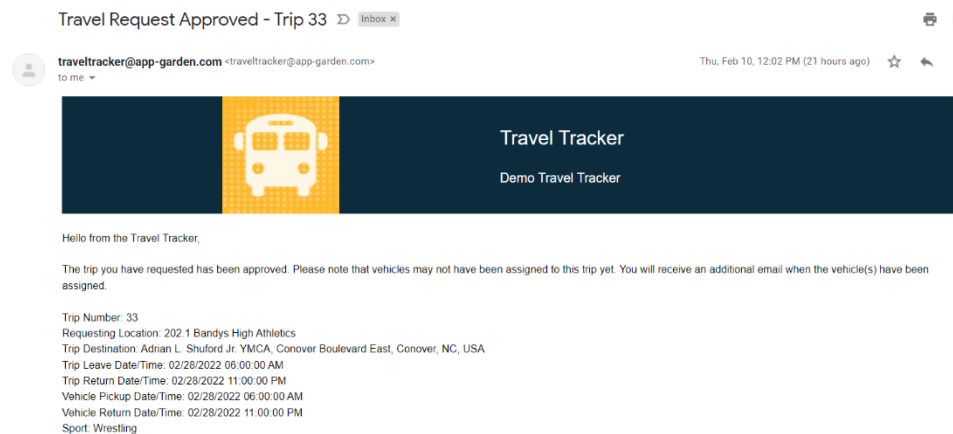 Travel Request Approved - Trip 33 Inbox ×
traveltracker@app-garden.com <traveltracker@app-garden.com> Thu, Feb 10, 12:02 PM (21 hours ago)
to me
Travel Tracker
Demo Travel Tracker
Hello from the Travel Tracker,
The trip you have requested has been approved. Please note that vehicles may not have been assigned to this trip yet. You will receive an additional email when the vehicle(s) have been
assigned.
Trip Number: 33
Requesting Location: 202.1 Bandys High Athletics
Trip Destination: Adrian L. Shuford Jr. YMCA, Conover Boulevard East, Conover, NC, USA
Trip Leave Date/Time: 02/28/2022 06:00:00 AM
Trip Return Date/Time: 02/28/2022 11:00:00 PM
Vehicle Pickup Date/Time: 02/28/2022 06:00:00 AM
Vehicle Return Date/Time: 02/28/2022 11:00:00 PM
Sport: Wrestling